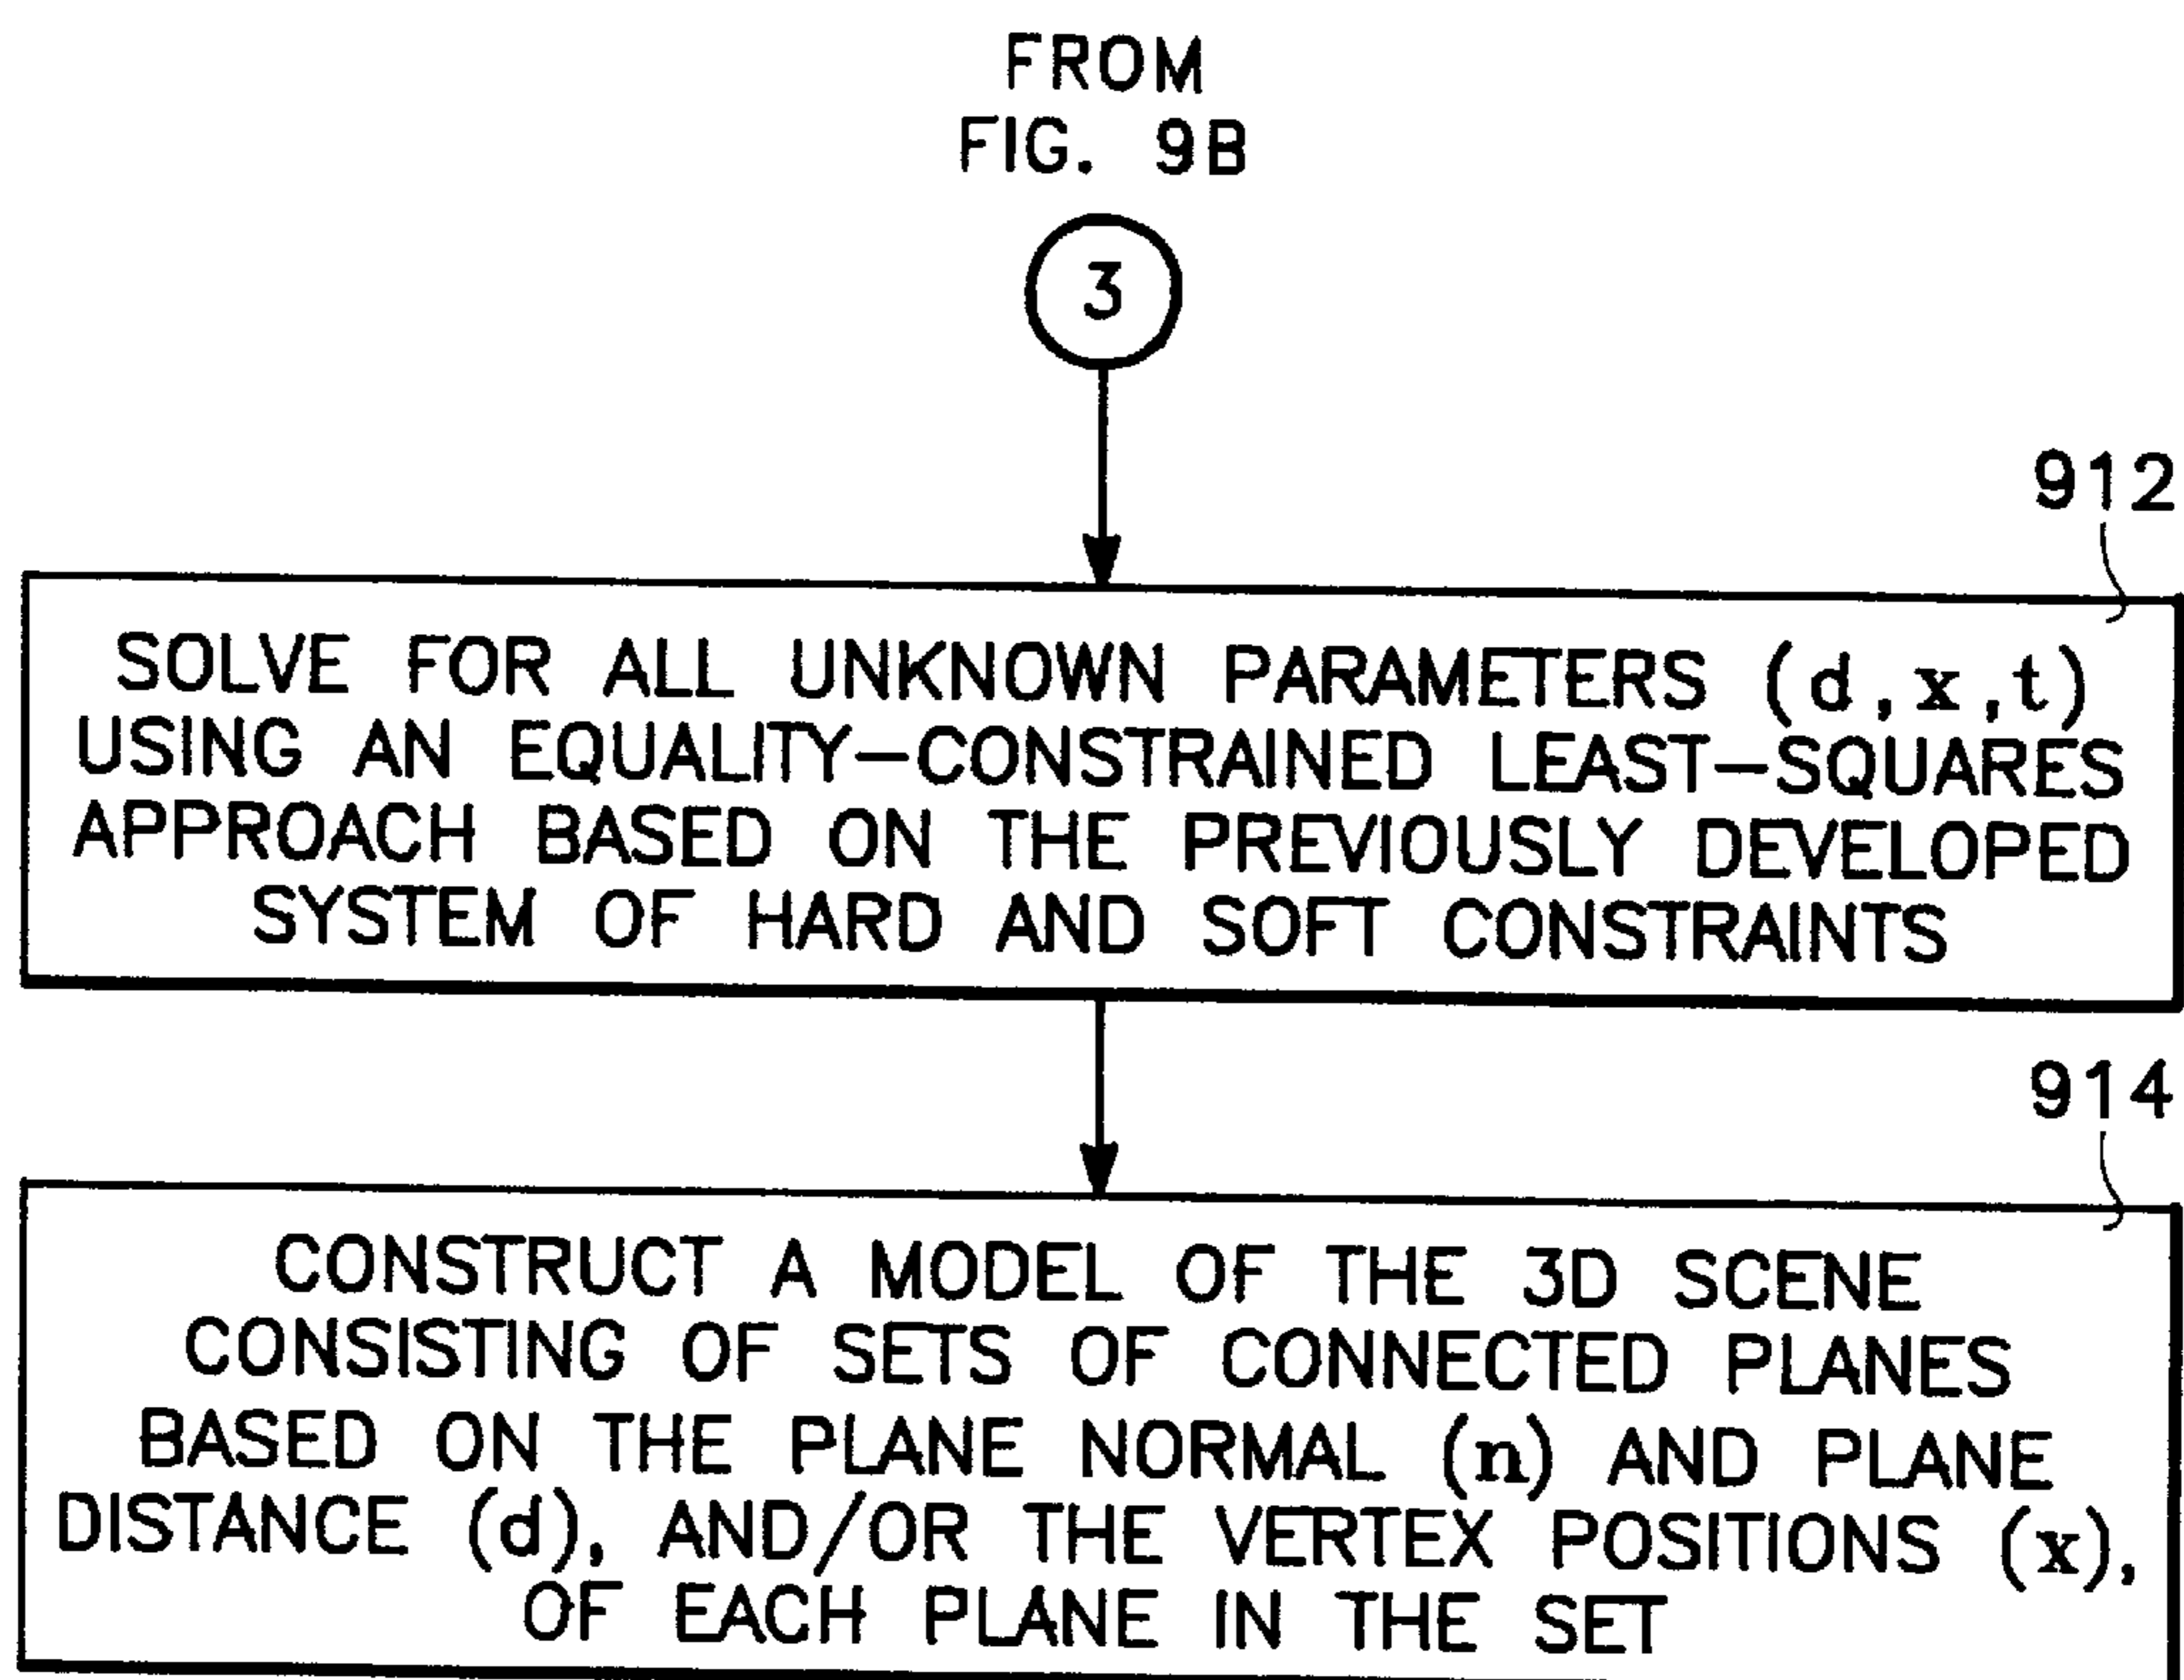 FROM
FIG. 9B
3
912
SOLVE FOR ALL UNKNOWN PARAMETERS (d,x,t)
USING AN EQUALITY-CONSTRAINED LEAST-SQUARES
APPROACH BASED ON THE PREVIOUSLY DEVELOPED
SYSTEM OF HARD AND SOFT CONSTRAINTS
914
CONSTRUCT A MODEL OF THE 3D SCENE
CONSISTING OF SETS OF CONNECTED PLANES
BASED ON THE PLANE NORMAL (n) AND PLANE
DISTANCE (d), AND/OR THE VERTEX POSITIONS (x),
OF EACH PLANE IN THE SET